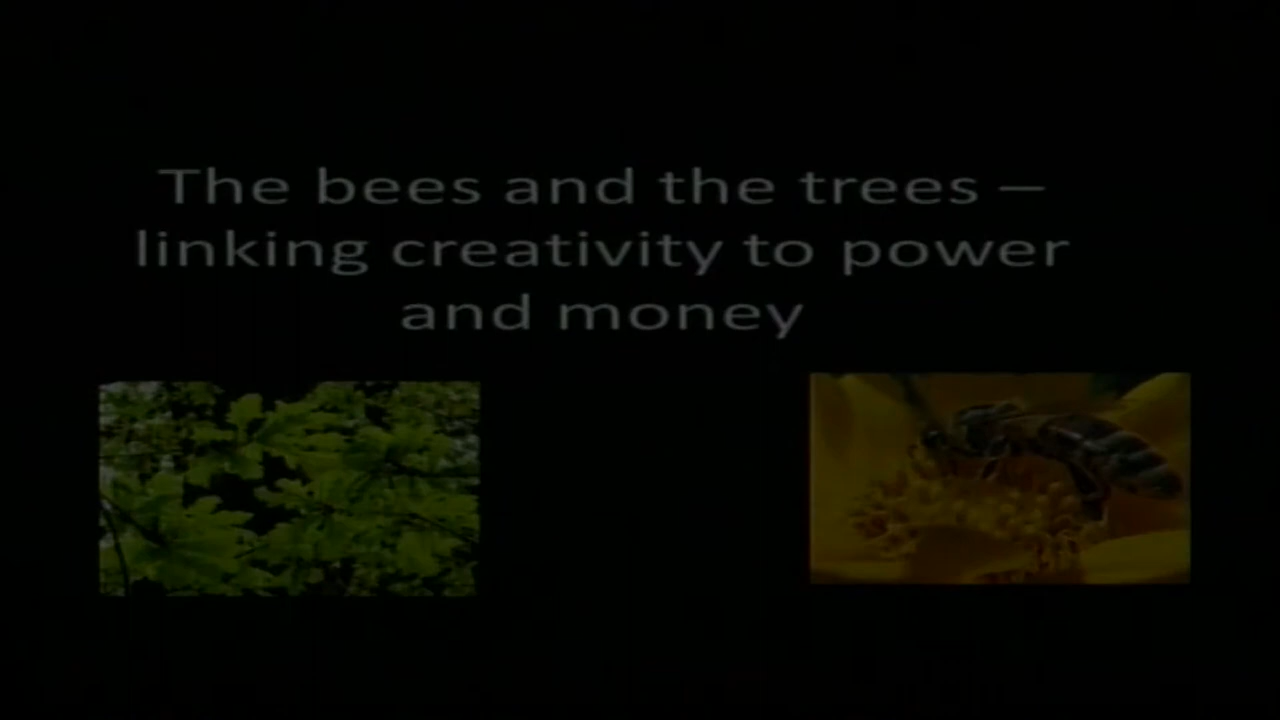 The bees and the trees –
linking creativity to power
and money